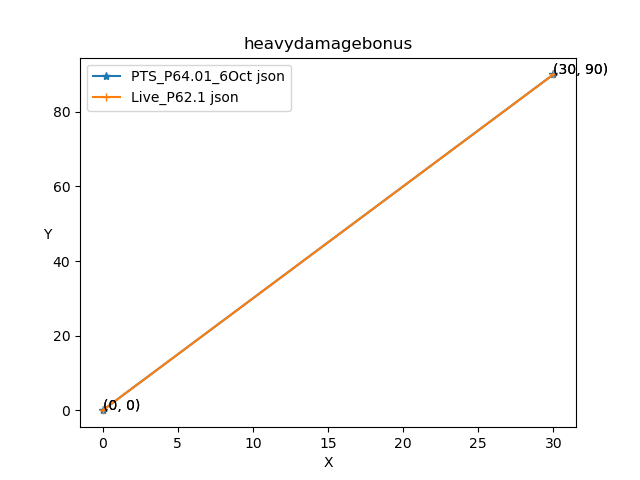 heavydamagebonus
PTS_P64.01_6Oct json
Live_P62.1 json
(30, 90)
(0, 0)
Y
80
60
40
20
0
0 5 10 15 20 25 30
X